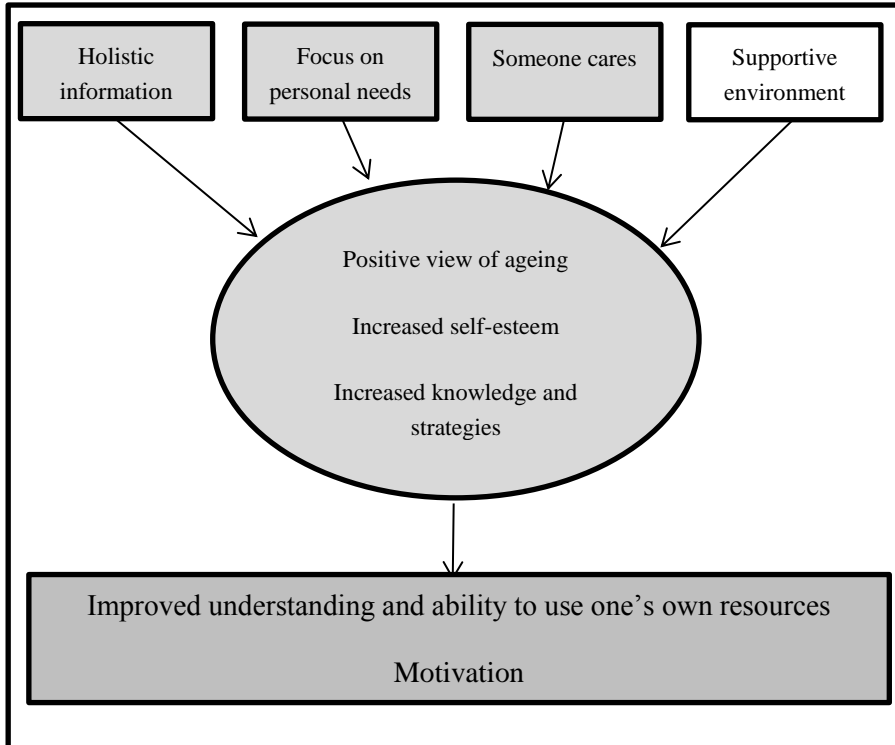 Holistic
information
Focus on
personal needs
Someone cares
Supportive
environment
Positive view of ageing
Increased self-esteem
Increased knowledge and
strategies
Improved understanding and ability to use one’s own resources
Motivation